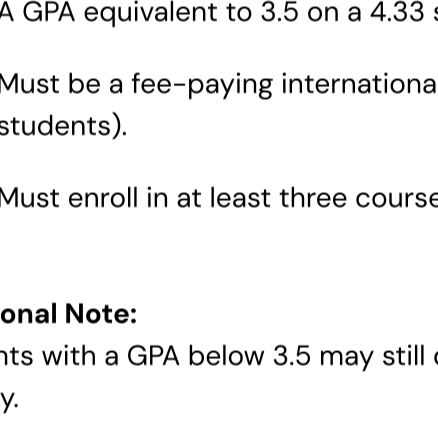 A GPA equivalent to 3.5 on a 4.33
Must be a fee-paying internationa
students).
Must enroll in at least three course
onal Note:
nts with a GPA below 3.5 may still
y.